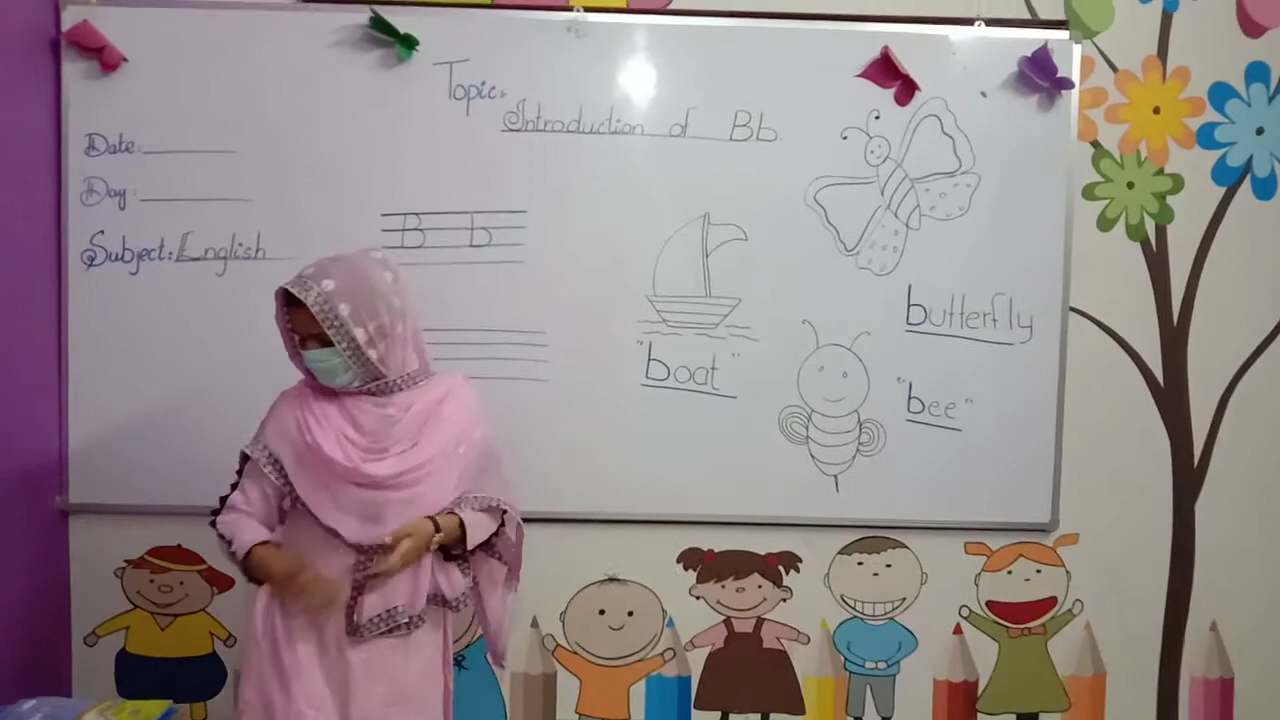 Topic:
Introduction of Bb.
Date:
Day:
Subject: English
B b
"boat"
butterfly
"bee"